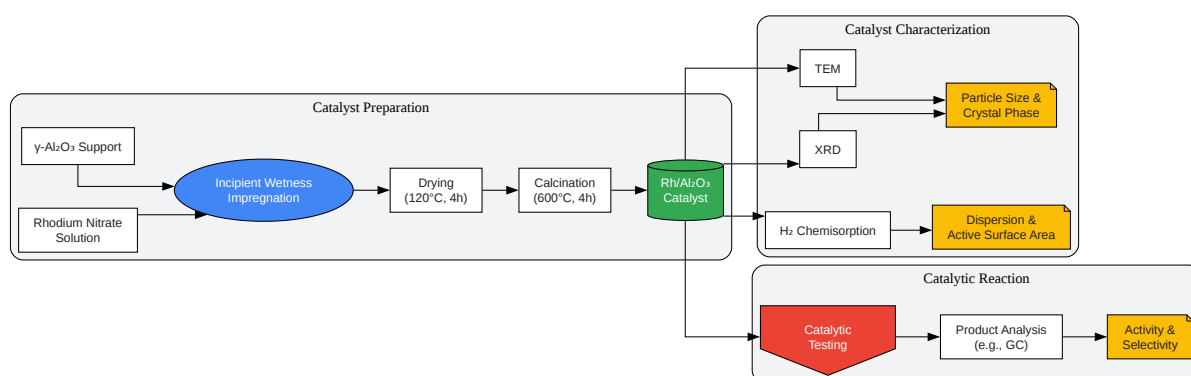 Catalyst Preparation
γ-Al₂O₃ Support
Rhodium Nitrate
Solution
Incipient Wetness
Impregnation
Drying
(120°C, 4h)
Calcination
(600°C, 4h)
Rh/Al₂O₃
Catalyst
Catalyst Characterization
TEM
XRD
Particle Size &
Crystal Phase
H₂ Chemisorption
Dispersion &
Active Surface Area
Catalytic Reaction
Catalytic
Testing
Product Analysis
(e.g., GC)
Activity &
Selectivity